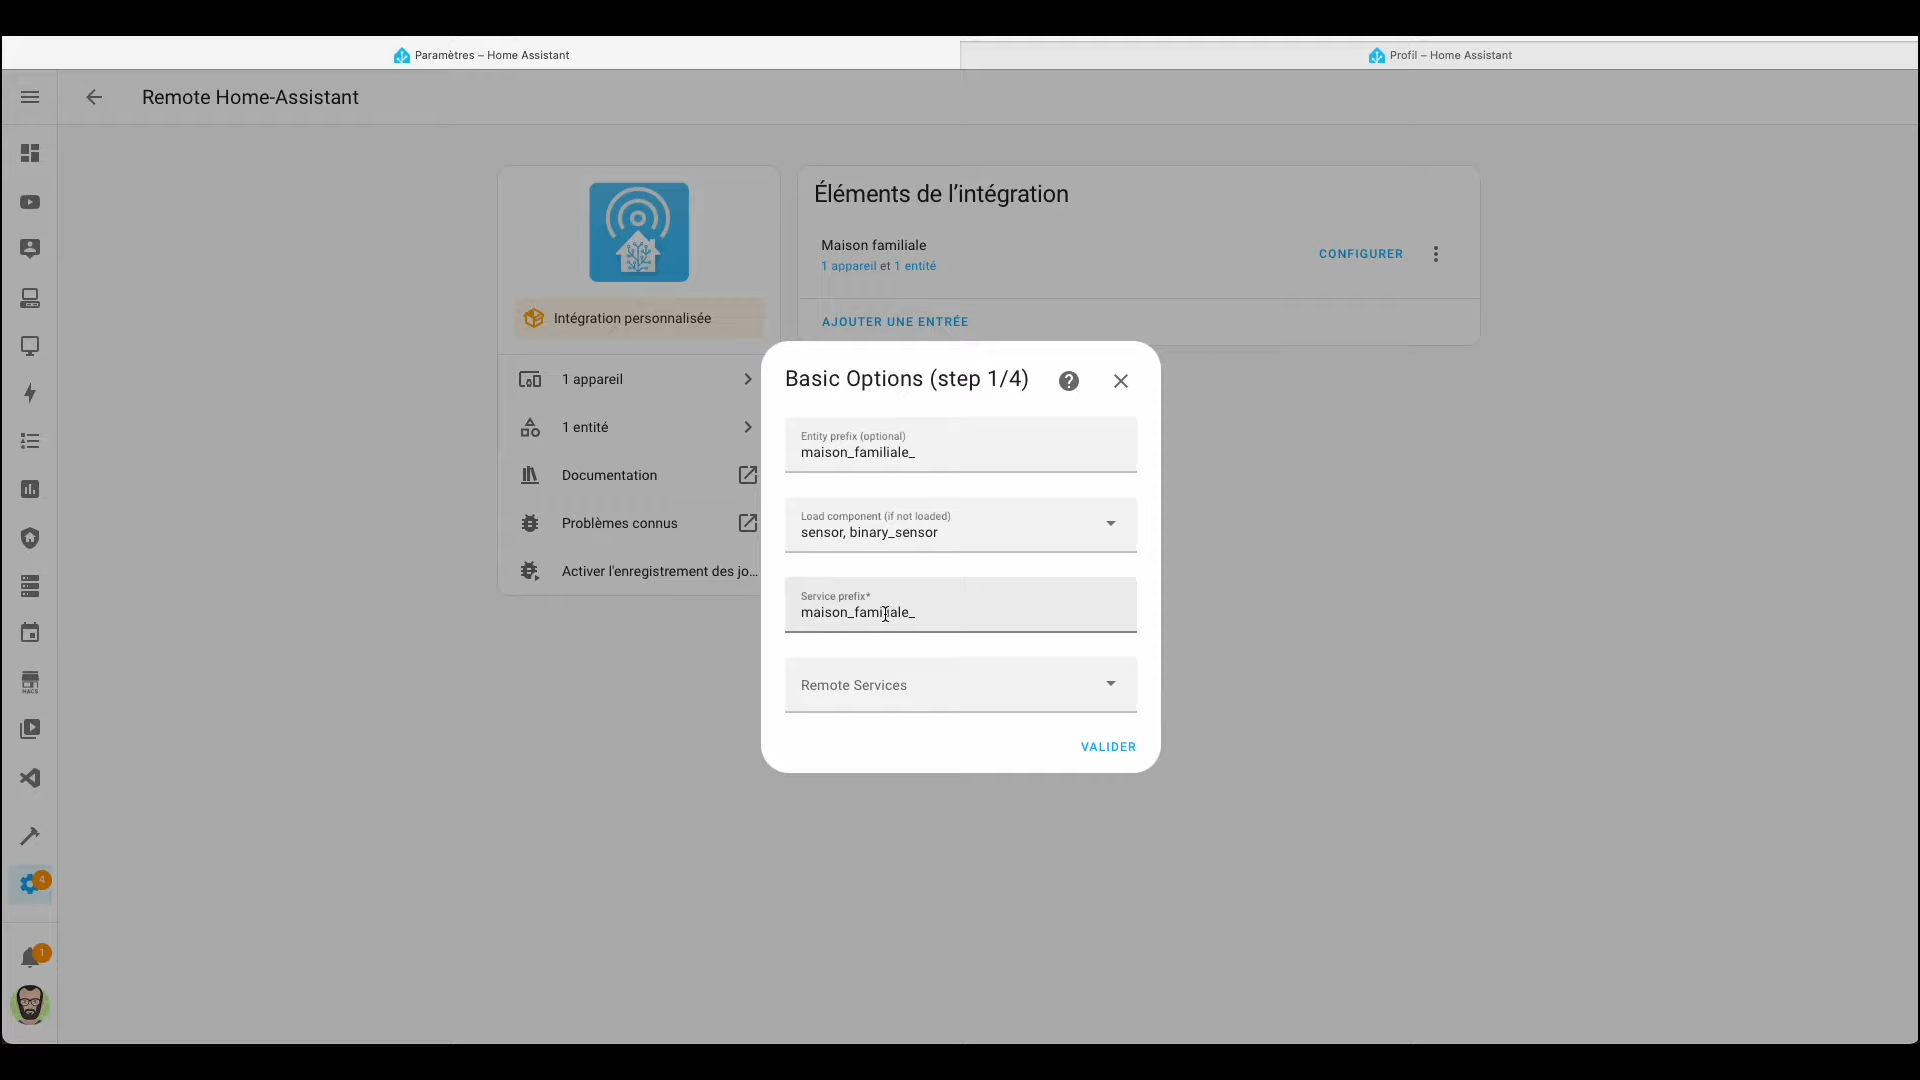 Paramètres – Home Assistant
Profil – Home Assistant
Remote Home-Assistant
Intégration personnalisée
1 appareil
1 entité
Documentation
Problèmes connus
Activer l'enregistrement des jo...
Éléments de l’intégration
Maison familiale
1 appareil et 1 entité
CONFIGURER
AJOUTER UNE ENTRÉE
Basic Options (step 1/4)
Entity prefix (optional)
maison_familiale_
Load component (if not loaded)
sensor, binary_sensor
Service prefix*
maison_familiale_
Remote Services
VALIDER
HACS
4
1